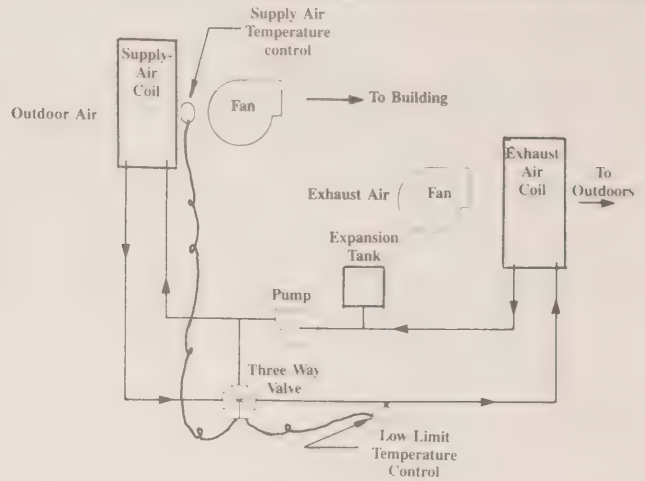 Supply Air
Temperature
control
Supply-
Air
Coil
Outdoor Air
Fan
To Building
Exhaust Air
Fan
Exhaust
Air
Coil
To
Outdoors
Expansion
Tank
Pump
Three Way
Valve
Low Limit
Temperature
Control